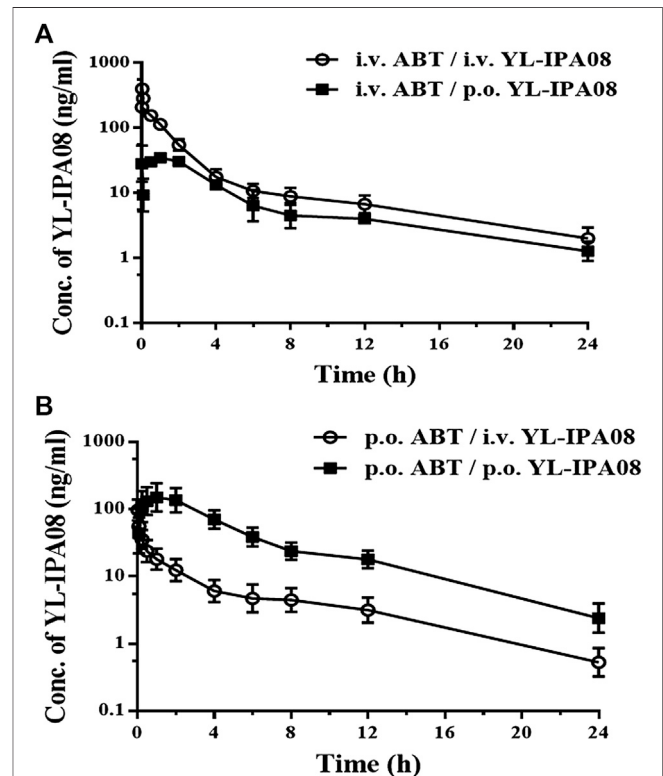 A
i.v. ABT / i.v. YL-IPA08
i.v. ABT / p.o. YL-IPA08
Conc. of YL-IPA08 (ng/ml)
1000
100
10
1
0.1
0 4 8 12 16 20 24
Time (h)
B
p.o. ABT / i.v. YL-IPA08
p.o. ABT / p.o. YL-IPA08
Conc. of YL-IPA08 (ng/ml)
1000
100
10
1
0.1
0 4 8 12 16 20 24
Time (h)